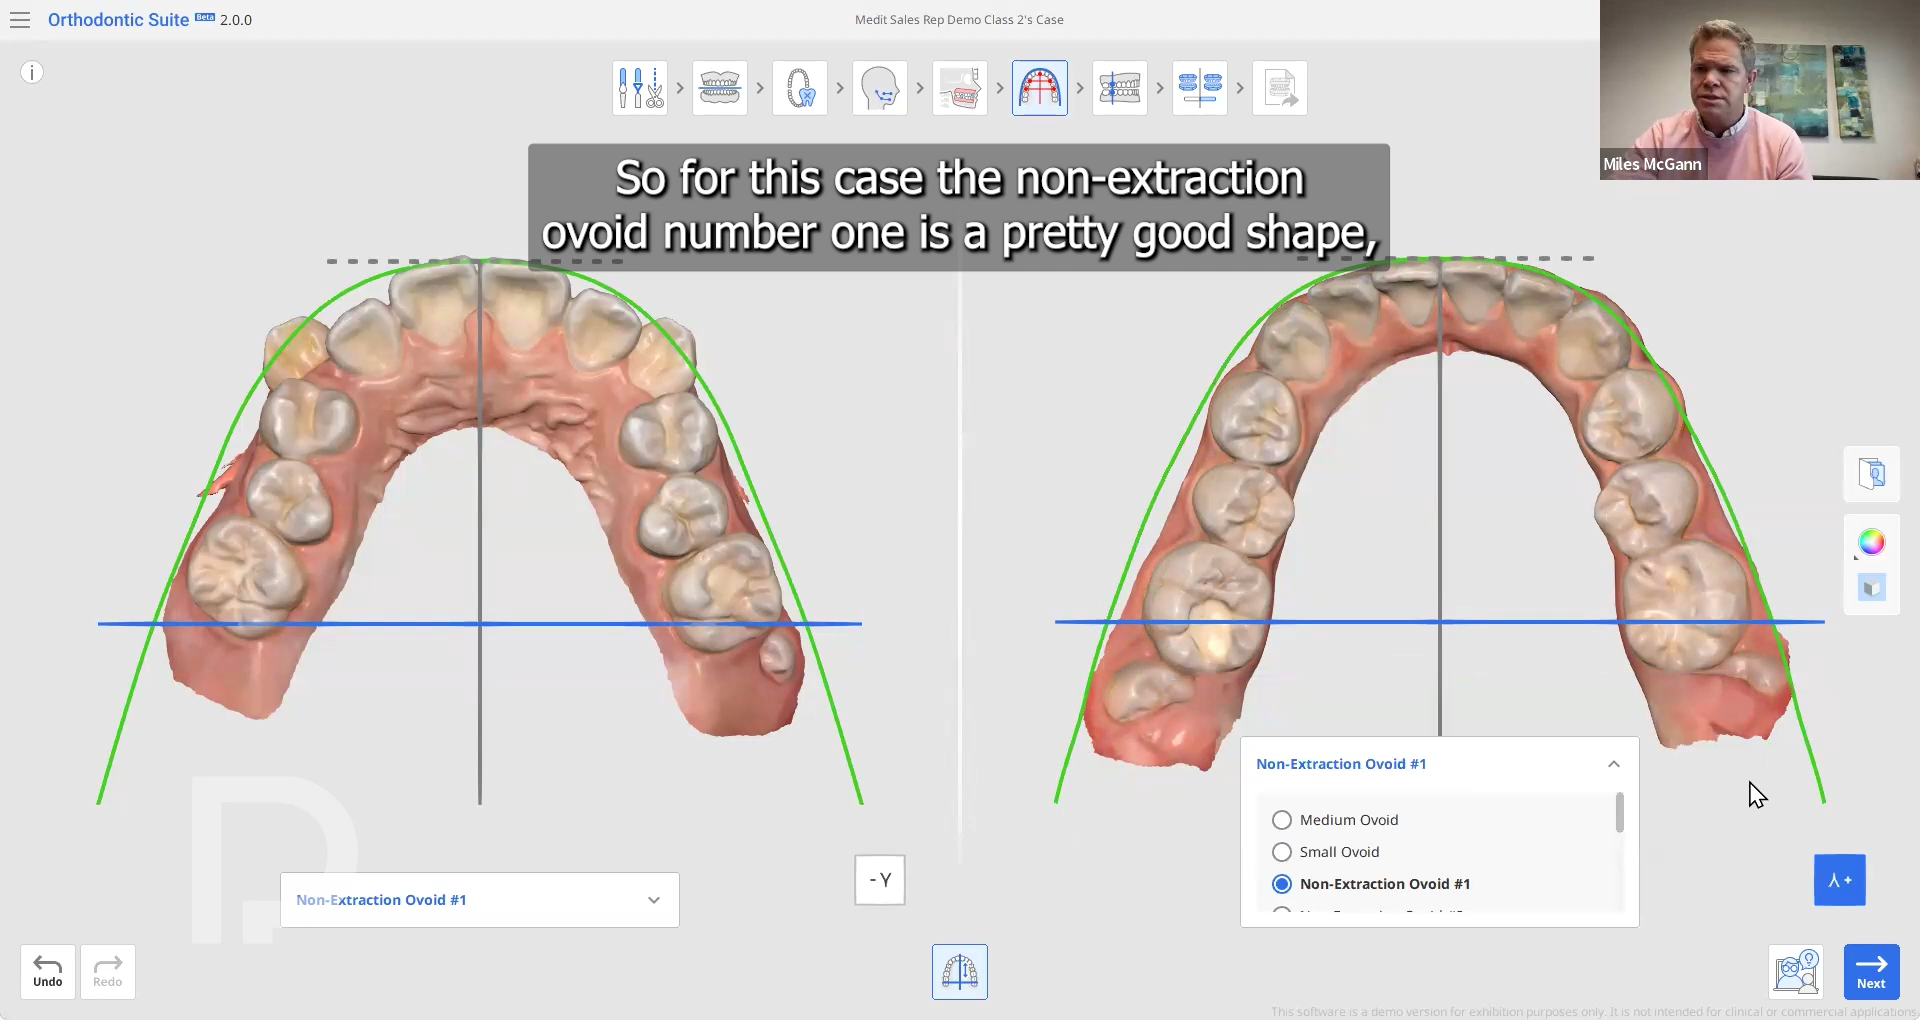 Orthodontic Suite Beta 2.0.0
Medit Sales Rep Demo Class 2's Case
i
Miles McGann
So for this case the non-extraction
ovoid number one is a pretty good shape,
Non-Extraction Ovoid #1
Medium Ovoid
Small Ovoid
Non-Extraction Ovoid #1
- Y
Non-Extraction Ovoid #1
Undo
Redo
Next
This software is a demo version for exhibition purposes only. It is not intended for clinical or commercial applications.